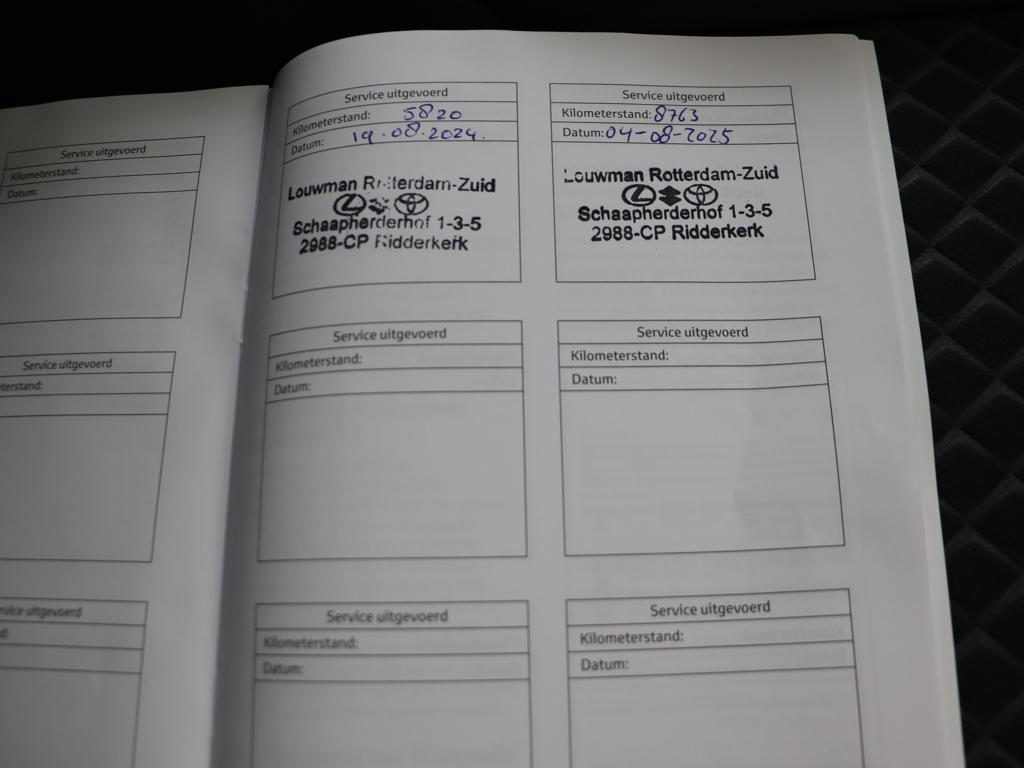 Service uitgevoerd
Kilometerstand:
Datum:
Service uitgevoerd
Kilometerstand: 5820
Datum: 19.08.2024.
Louwman Rotterdam-Zuid
Schaapherderhof 1-3-5
2988-CP Ridderkerk
Service uitgevoerd
Kilometerstand: 8763
Datum: 04-08-2025
Louwman Rotterdam-Zuid
Schaapherderhof 1-3-5
2988-CP Ridderkerk
Service uitgevoerd
terstand:
Service uitgevoerd
Kilometerstand:
Datum:
Service uitgevoerd
Kilometerstand:
Datum:
rvice uitgevoerd
d:
Service uitgevoerd
Kilometerstand:
Datum:
Service uitgevoerd
Kilometerstand:
Datum: